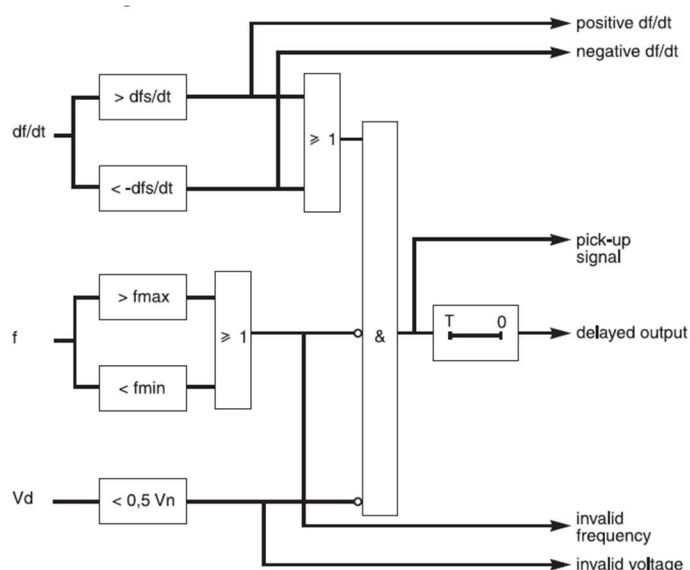 positive df/dt
negative df/dt
> dfs/dt
df/dt
⩾ 1
< -dfs/dt
pick-up
signal
> fmax
f
⩾ 1
&
T 0
delayed output
< fmin
Vd
< 0,5 Vn
invalid
frequency
invalid voltage